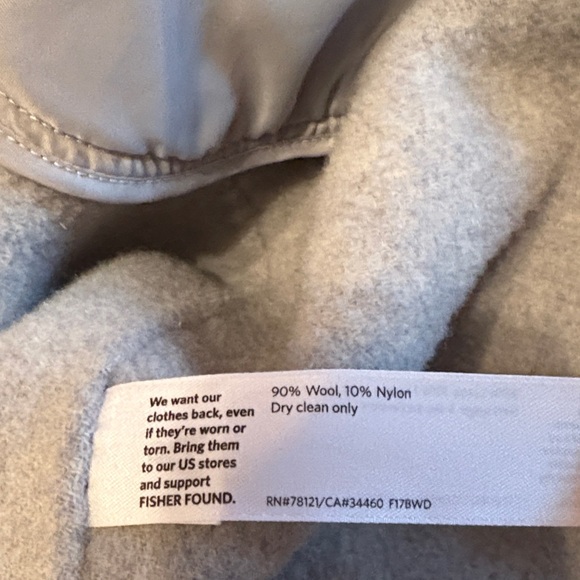 We want our
clothes back, even
if they're worn or
torn. Bring them
to our US stores
and support
FISHER FOUND.
90% Wool, 10% Nylon
Dry clean only
RN#78121/CA#34460 F17BWD